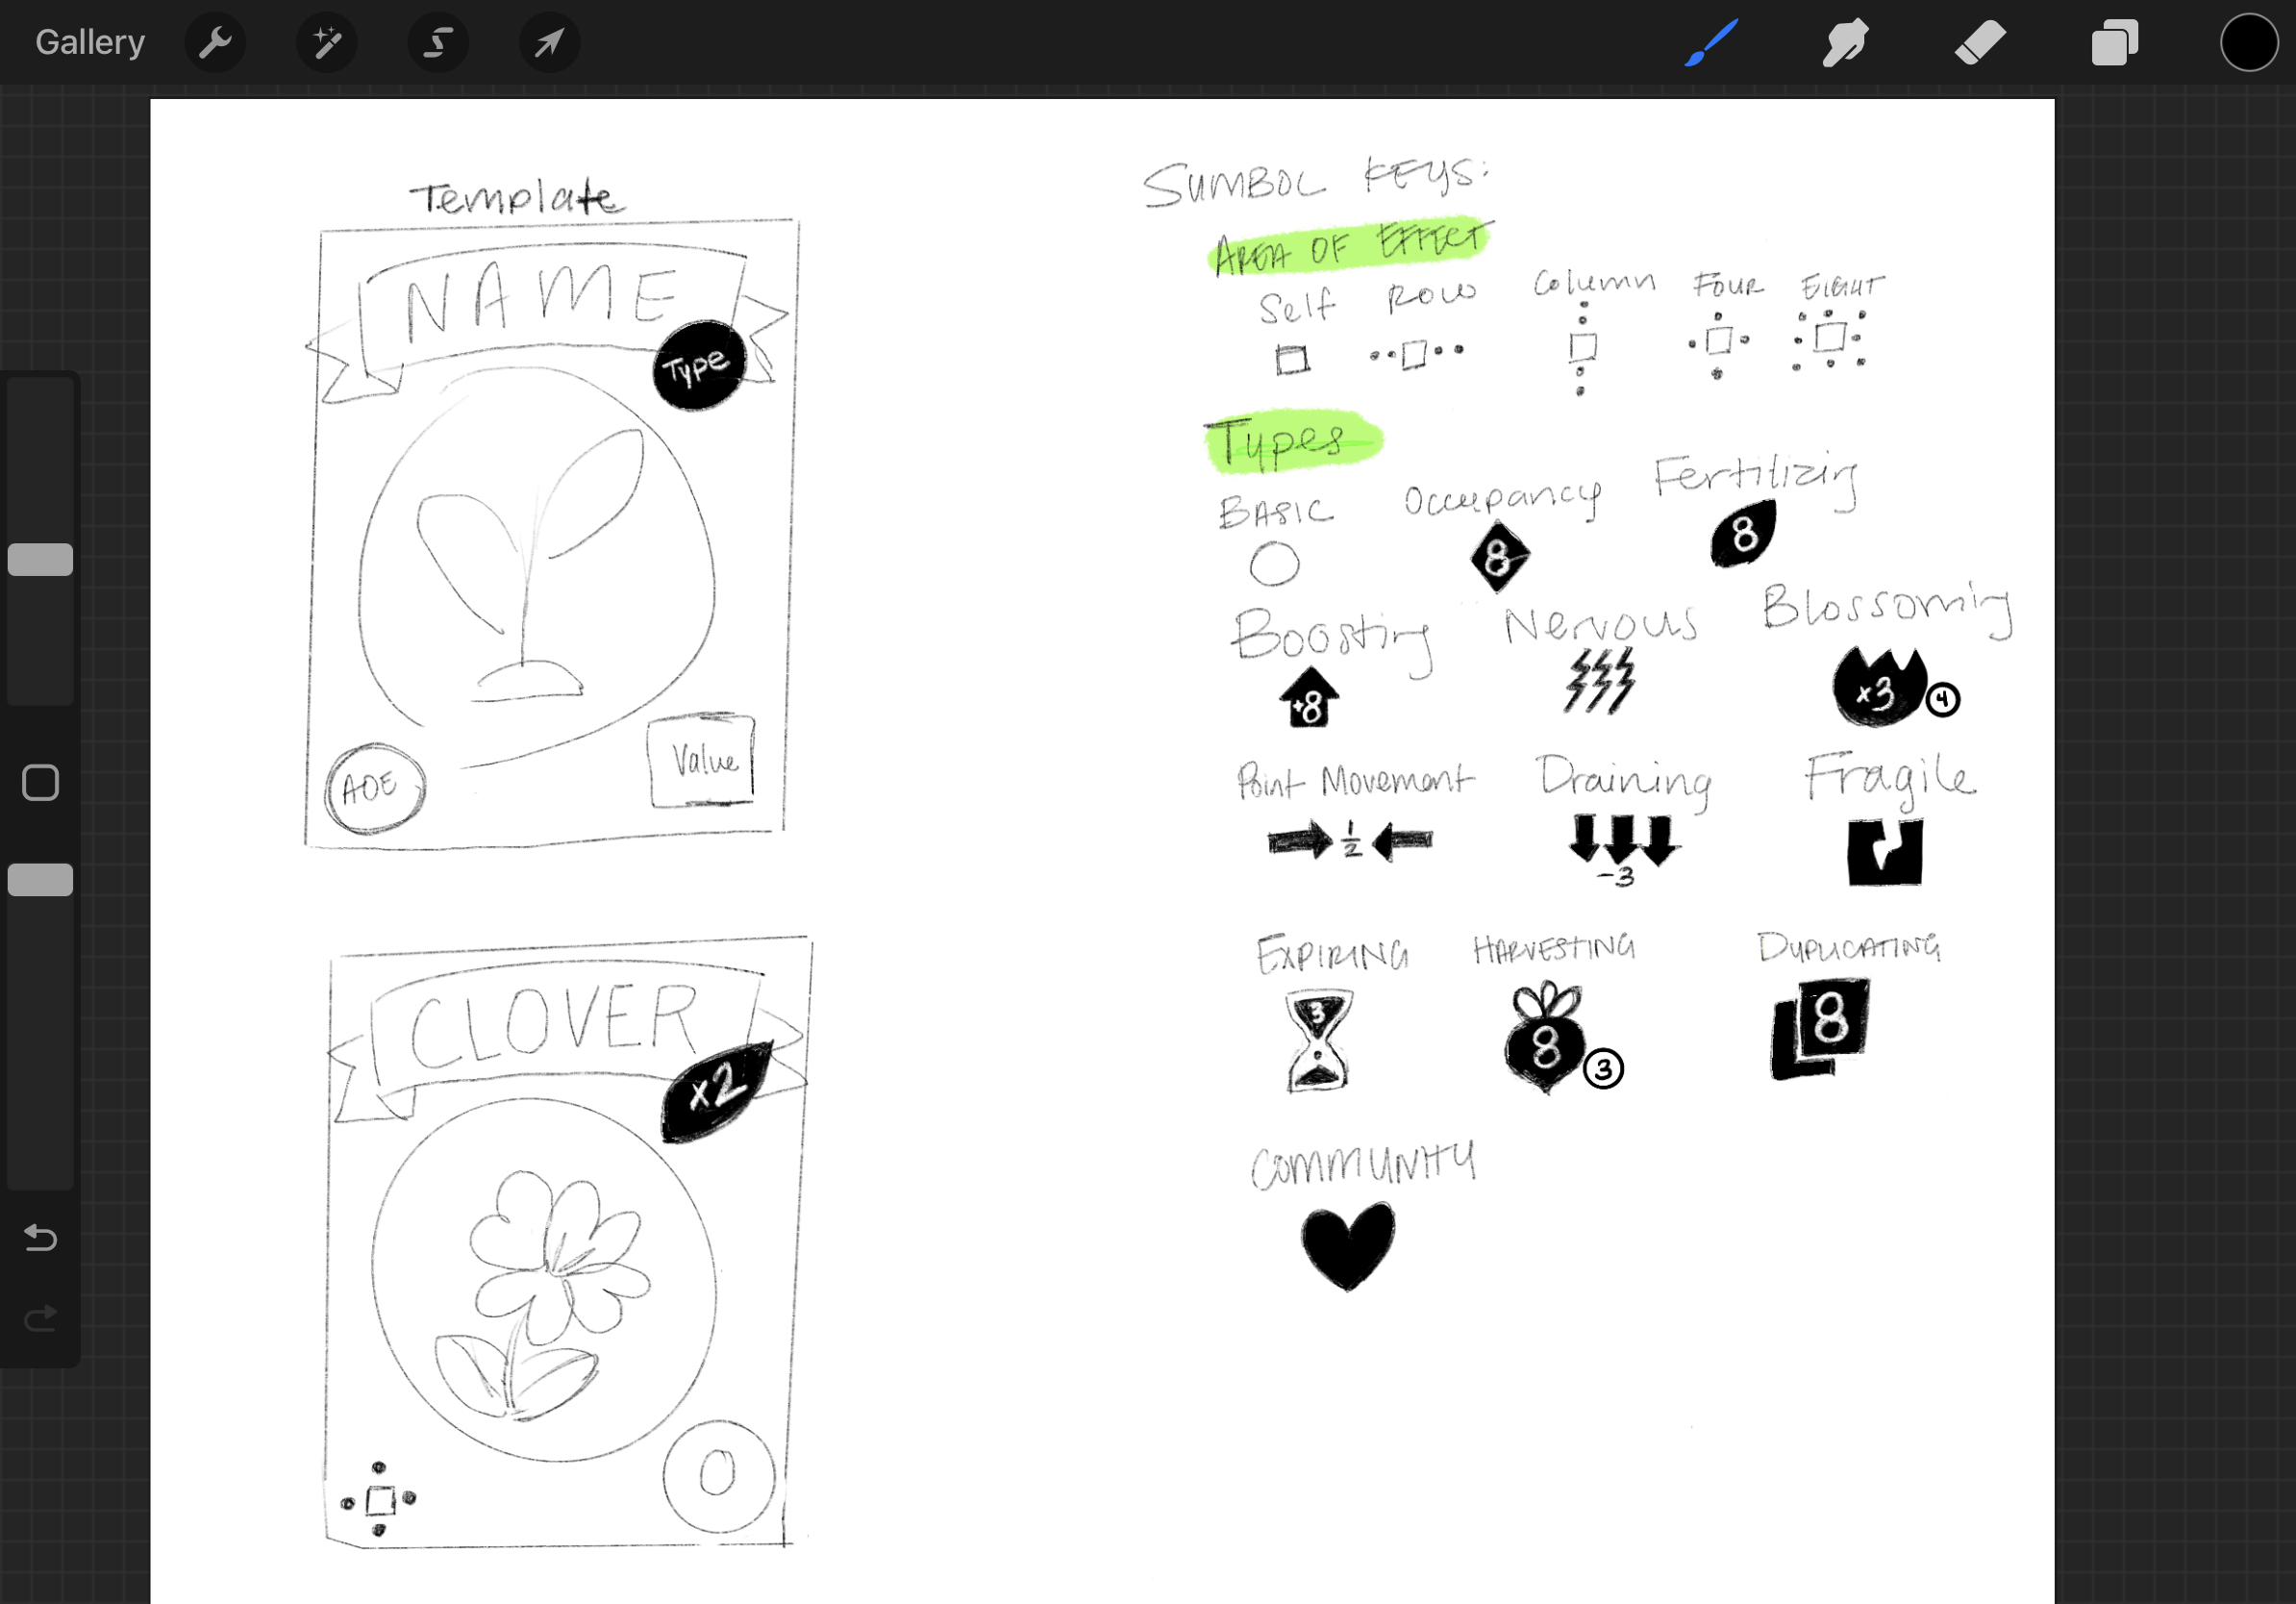 Gallery
Template
NAME
Type
AOE
Value
CLOVER
x2
0
SUMBOL KEYS:
AREA OF EFFECT
Self Row Column FOUR EIGHT
Types
BASIC Occupancy Fertilizing
8 8
Boosting Nervous Blossoming
+8 x3 4
Point Movement Draining Fragile
1/2 -3
EXPIRING HARVESTING DUPLICATING
3 8 3 8
COMMUNITY